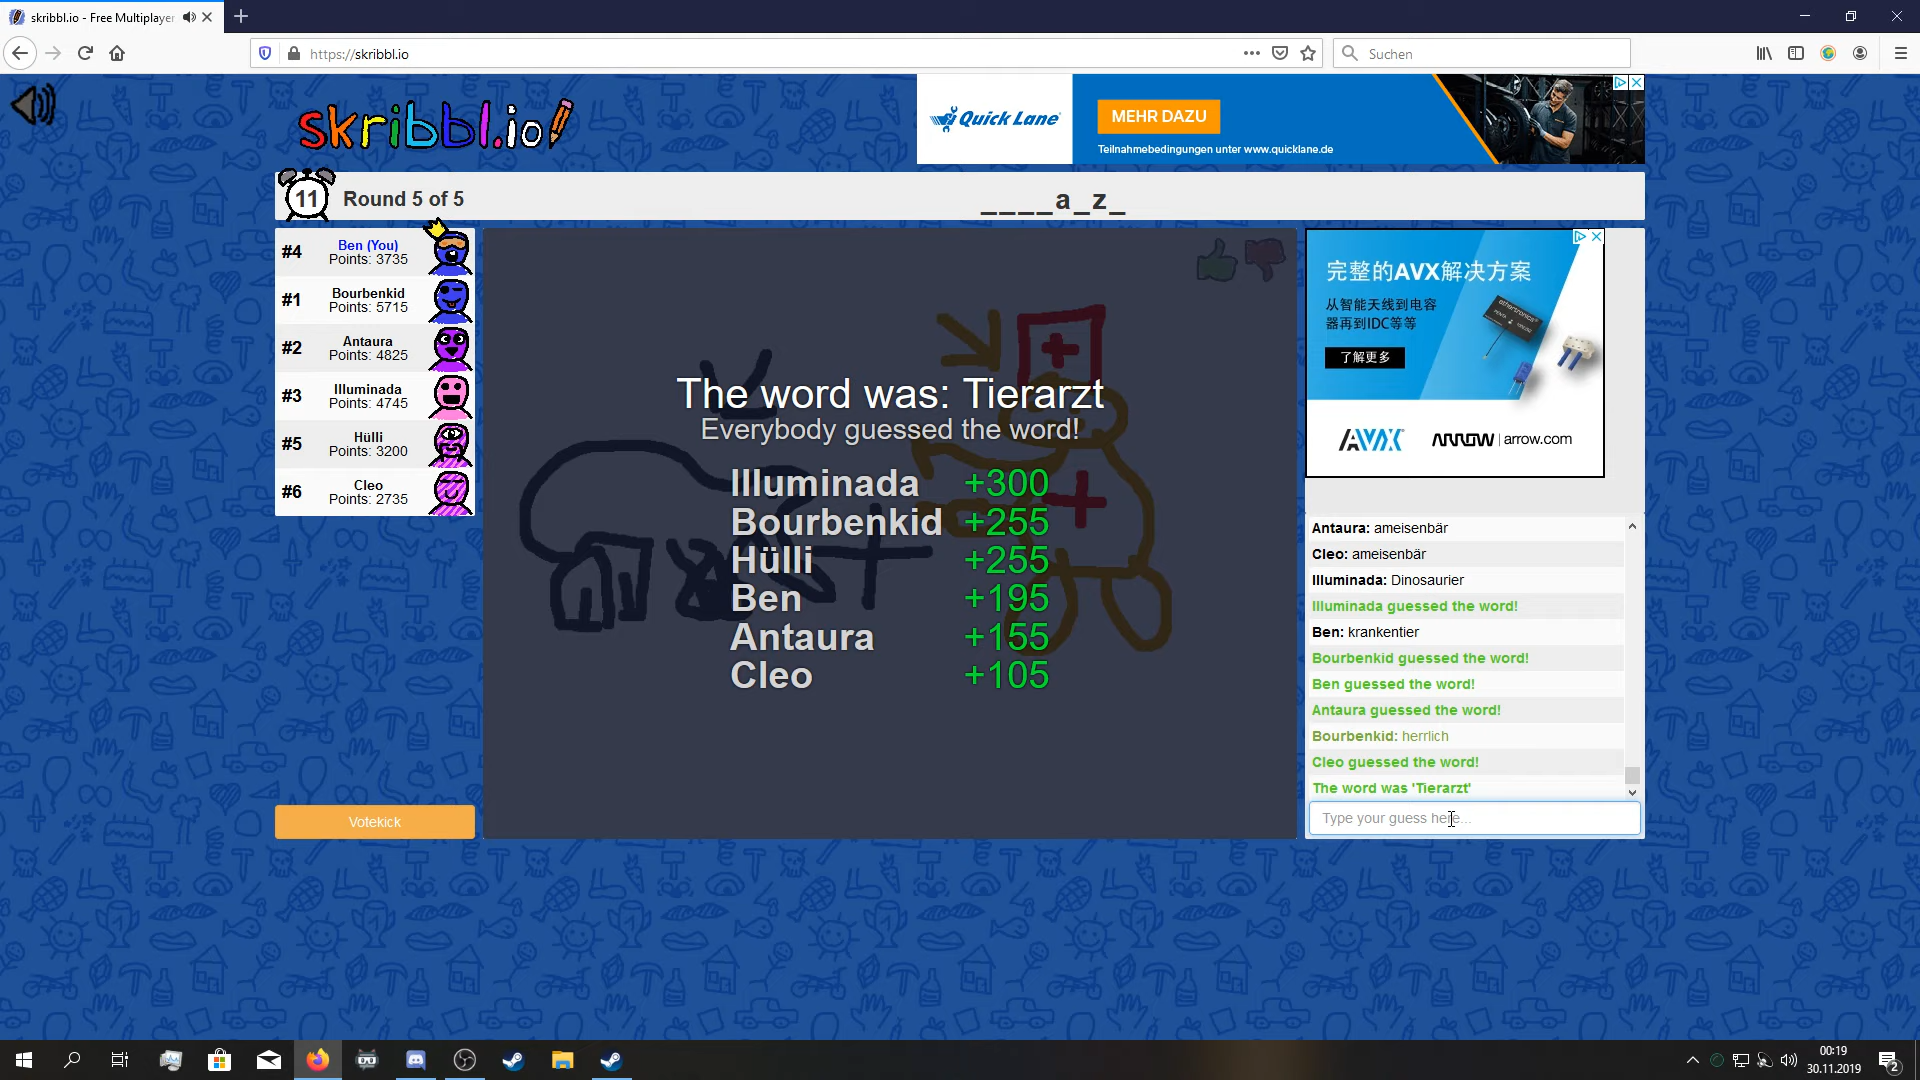 skribbl.io - Free Multiplayer
https://skribbl.io
Suchen
skribbl.io
Quick Lane
MEHR DAZU
Teilnahmebedingungen unter www.quicklane.de
11
Round 5 of 5
____a_z_
#4
Ben (You)
Points: 3735
#1
Bourbenkid
Points: 5715
#2
Antaura
Points: 4825
#3
Illuminada
Points: 4745
#5
Hülli
Points: 3200
#6
Cleo
Points: 2735
Votekick
The word was: Tierarzt
Everybody guessed the word!
Illuminada +300
Bourbenkid +255
Hülli +255
Ben +195
Antaura +155
Cleo +105
完整的AVX解决方案
从智能天线到电容
器再到IDC等等
了解更多
AVX ARROW | arrow.com
Antaura: ameisenbär
Cleo: ameisenbär
Illuminada: Dinosaurier
Illuminada guessed the word!
Ben: krankentier
Bourbenkid guessed the word!
Ben guessed the word!
Antaura guessed the word!
Bourbenkid: herrlich
Cleo guessed the word!
The word was 'Tierarzt'
Type your guess here...
00:19
30.11.2019
2